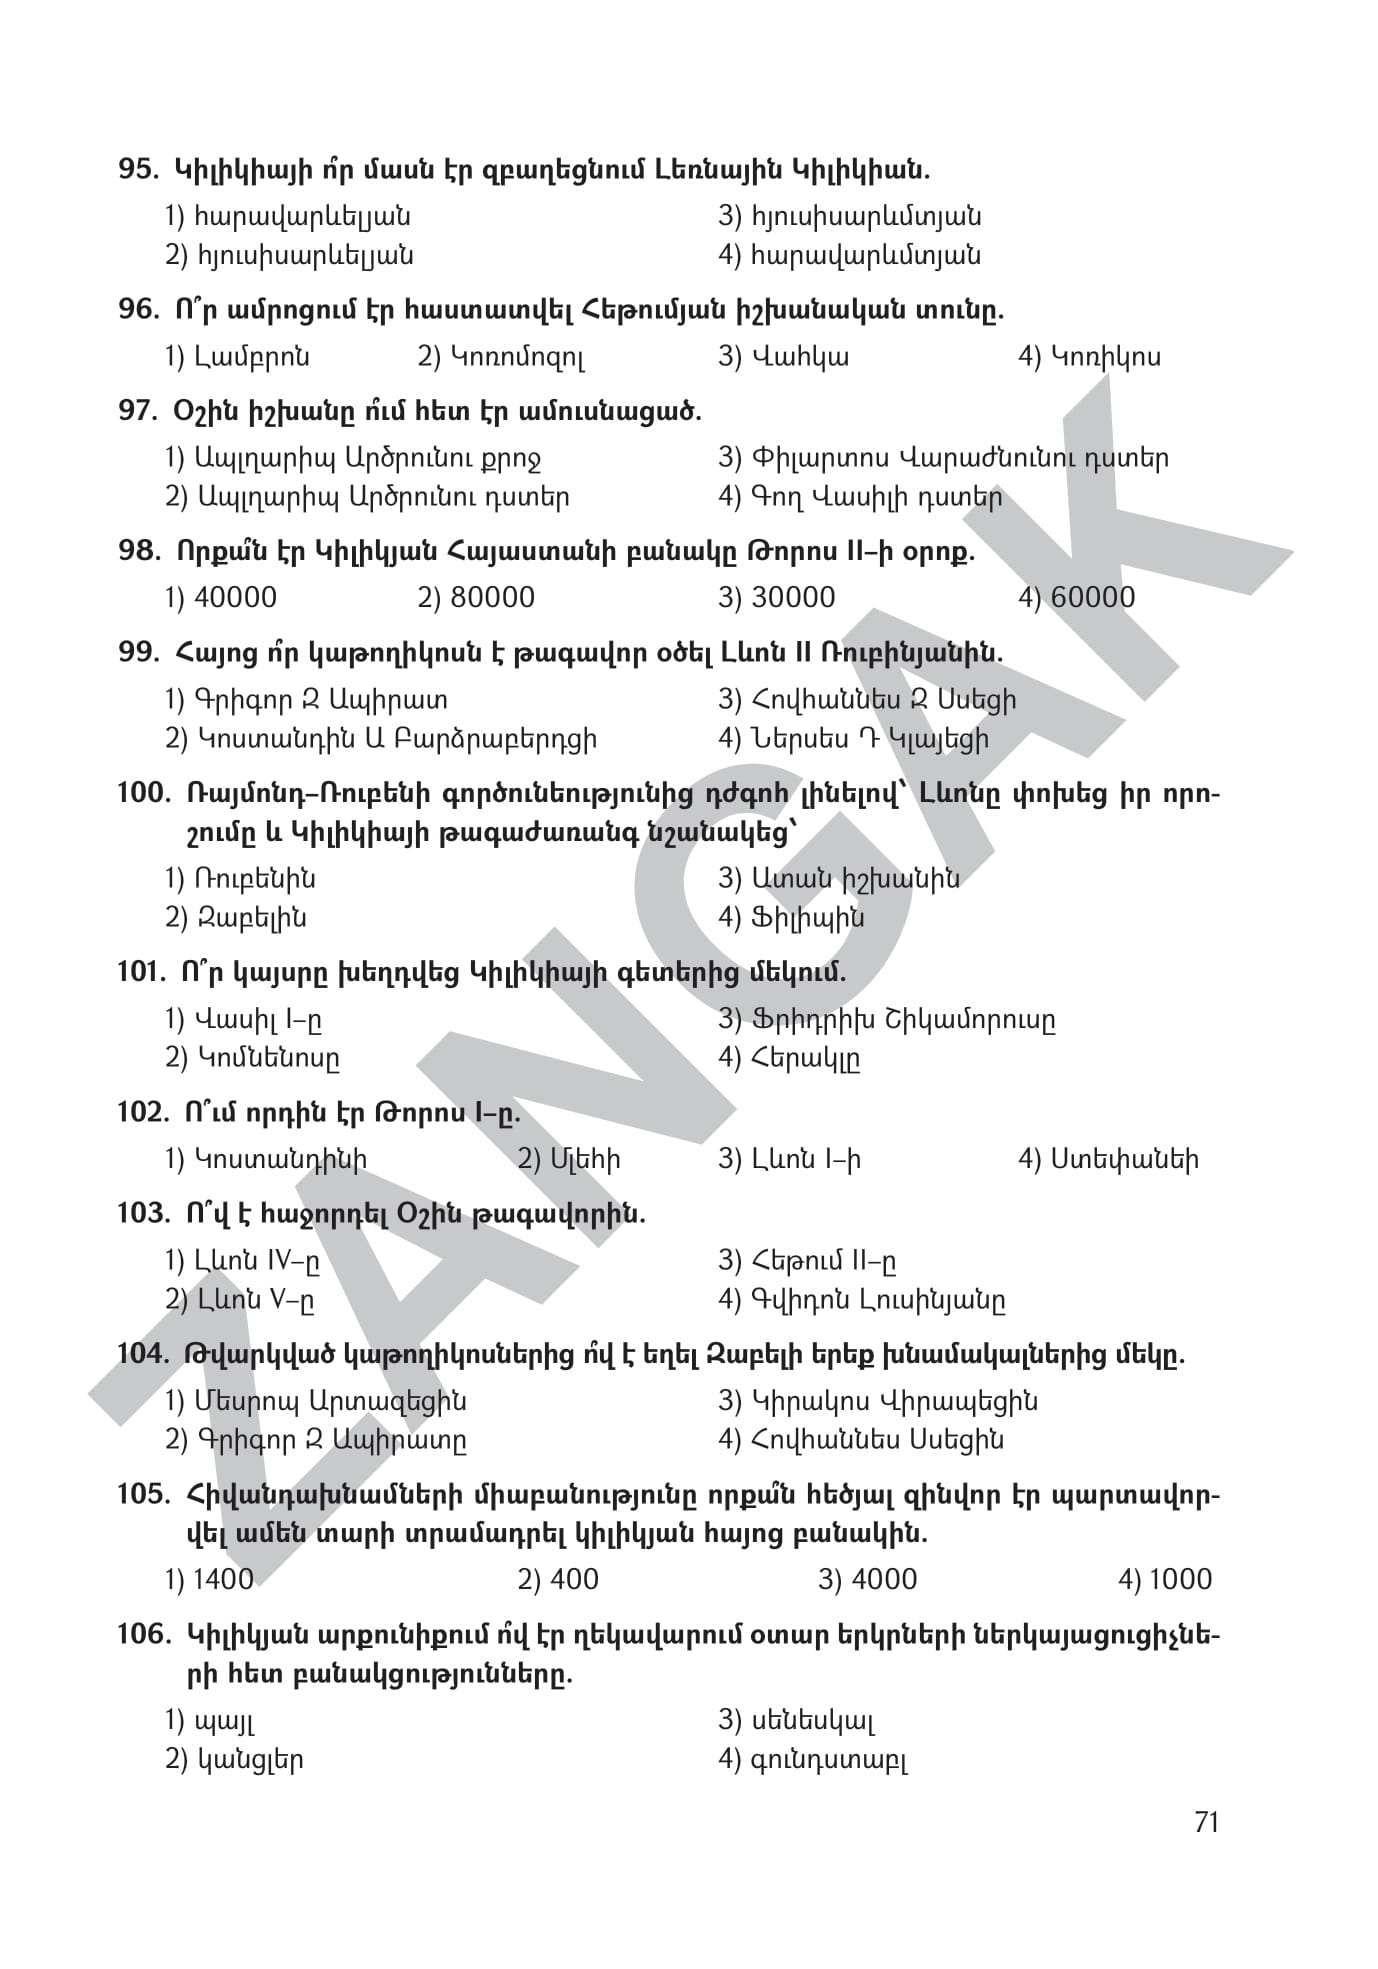 95. Կիլիկիայի ո՞ր մասն էր զբաղեցնում Լեռնային Կիլիկիան.
1) հարավարևելյան 3) հյուսիսարևմտյան
2) հյուսիսարևելյան 4) հարավարևմտյան
96. Ո՞ր ամրոցում էր հաստատվել Հեթումյան իշխանական տունը.
1) Լամբրոն 2) Կոռոմոզոլ 3) Վահկա 4) Կոռիկոս
97. Օշին իշխանը ո՞ւմ հետ էր ամուսնացած.
1) Ապլղարիպ Արծրունու քրոջ 3) Փիլարտոս Վարաժնունու դստեր
2) Ապլղարիպ Արծրունու դստեր 4) Գող Վասիլի դստեր
98. Որքա՞ն էր Կիլիկյան Հայաստանի բանակը Թորոս II–ի օրոք.
1) 40000 2) 80000 3) 30000 4) 60000
99. Հայոց ո՞ր կաթողիկոսն է թագավոր օծել Լևոն II Ռուբինյանին.
1) Գրիգոր Զ Ապիրատ 3) Հովհաննես Զ Սսեցի
2) Կոստանդին Ա Բարձրաբերդցի 4) Ներսես Դ Կլայեցի
100. Ռայմոնդ–Ռուբենի գործունեությունից դժգոհ լինելով՝ Լևոնը փոխեց իր որո-
շումը և Կիլիկիայի թագաժառանգ նշանակեց՝
1) Ռուբենին 3) Ատան իշխանին
2) Զաբելին 4) Ֆիլիպին
101. Ո՞ր կայսրը խեղդվեց Կիլիկիայի գետերից մեկում.
1) Վասիլ I–ը 3) Ֆրիդրիխ Շիկամորուսը
2) Կոմնենոսը 4) Հերակլը
102. Ո՞ւմ որդին էր Թորոս I–ը.
1) Կոստանդինի 2) Մլեհի 3) Լևոն I–ի 4) Ստեփանեի
103. Ո՞վ է հաջորդել Օշին թագավորին.
1) Լևոն IV–ը 3) Հեթում II–ը
2) Լևոն V–ը 4) Գվիդոն Լուսինյանը
104. Թվարկված կաթողիկոսներից ո՞վ է եղել Զաբելի երեք խնամակալներից մեկը.
1) Մեսրոպ Արտազեցին 3) Կիրակոս Վիրապեցին
2) Գրիգոր Զ Ապիրատը 4) Հովհաննես Սսեցին
105. Հիվանդախնամների միաբանությունը որքա՞ն հեծյալ զինվոր էր պարտավոր-
վել ամեն տարի տրամադրել կիլիկյան հայոց բանակին.
1) 1400 2) 400 3) 4000 4) 1000
106. Կիլիկյան արքունիքում ո՞վ էր ղեկավարում օտար երկրների ներկայացուցիչնե-
րի հետ բանակցությունները.
1) պայլ 3) սենեսկալ
2) կանցլեր 4) գունդստաբլ
71
ZANGAK